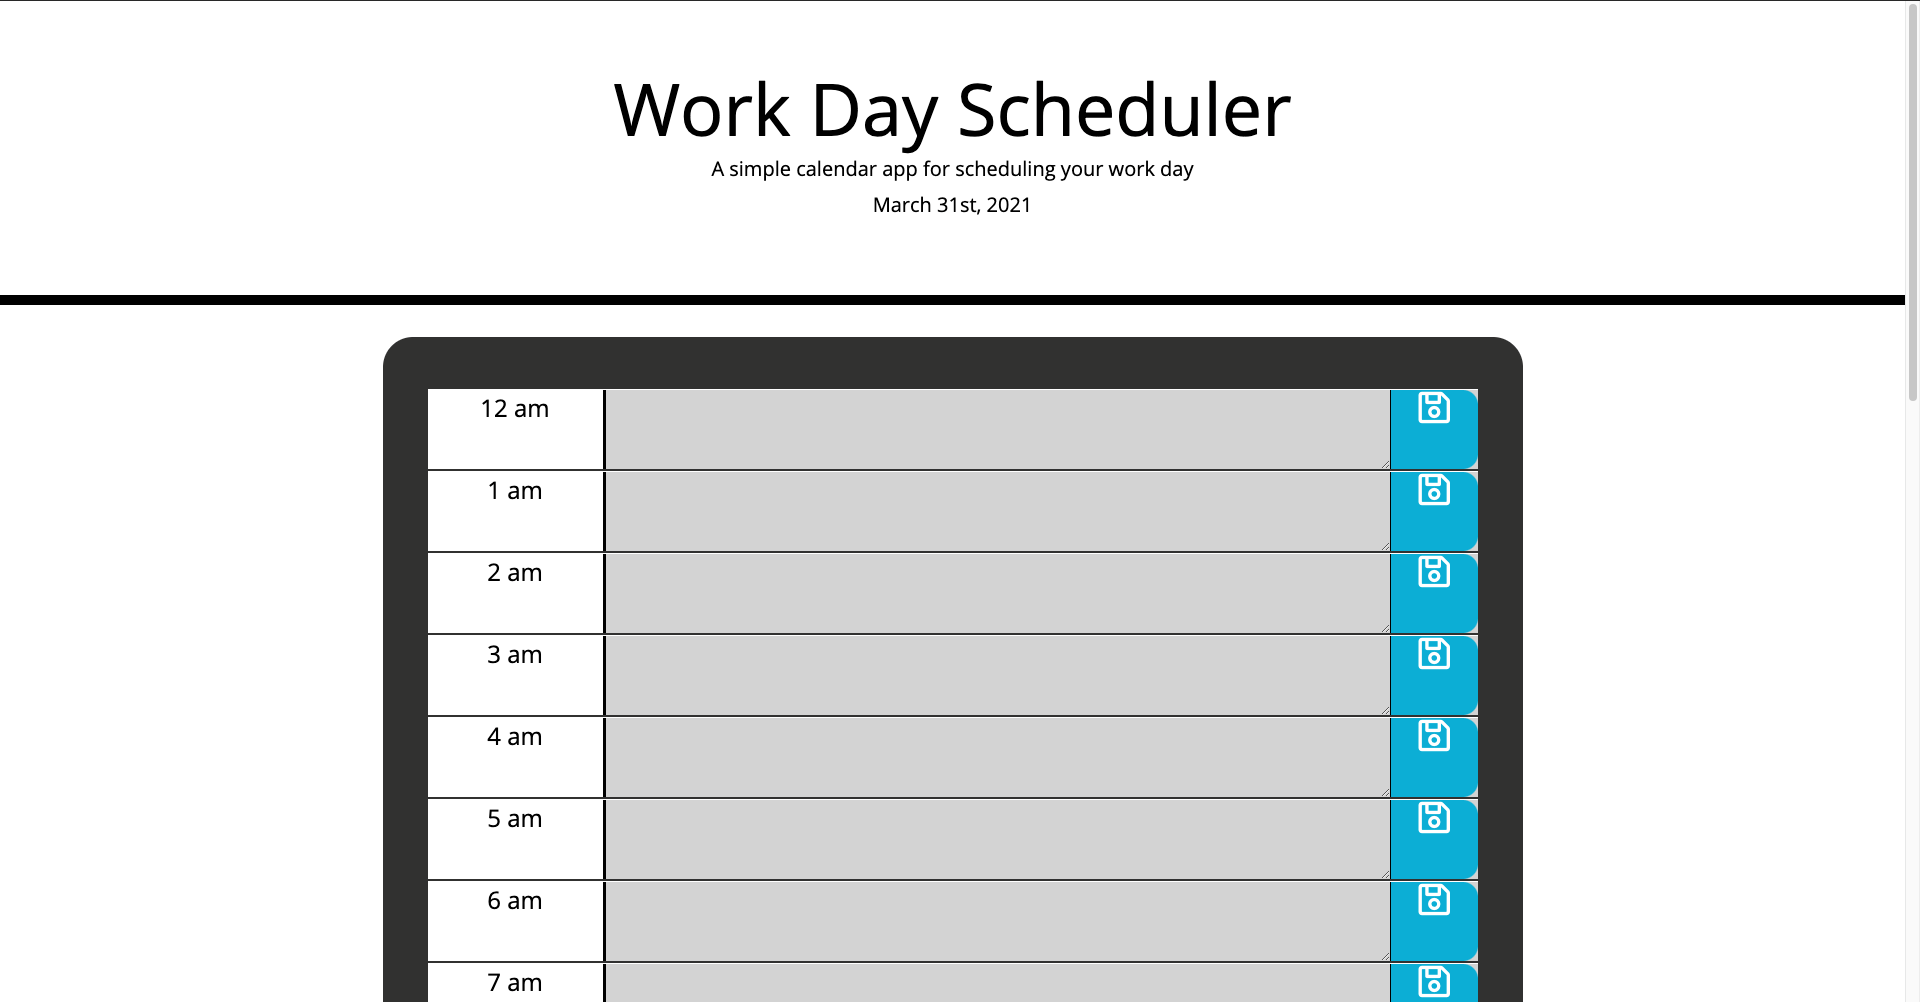 Work Day Scheduler
A simple calendar app for scheduling your work day
March 31st, 2021
12 am
1 am
2 am
3 am
4 am
5 am
6 am
7 am